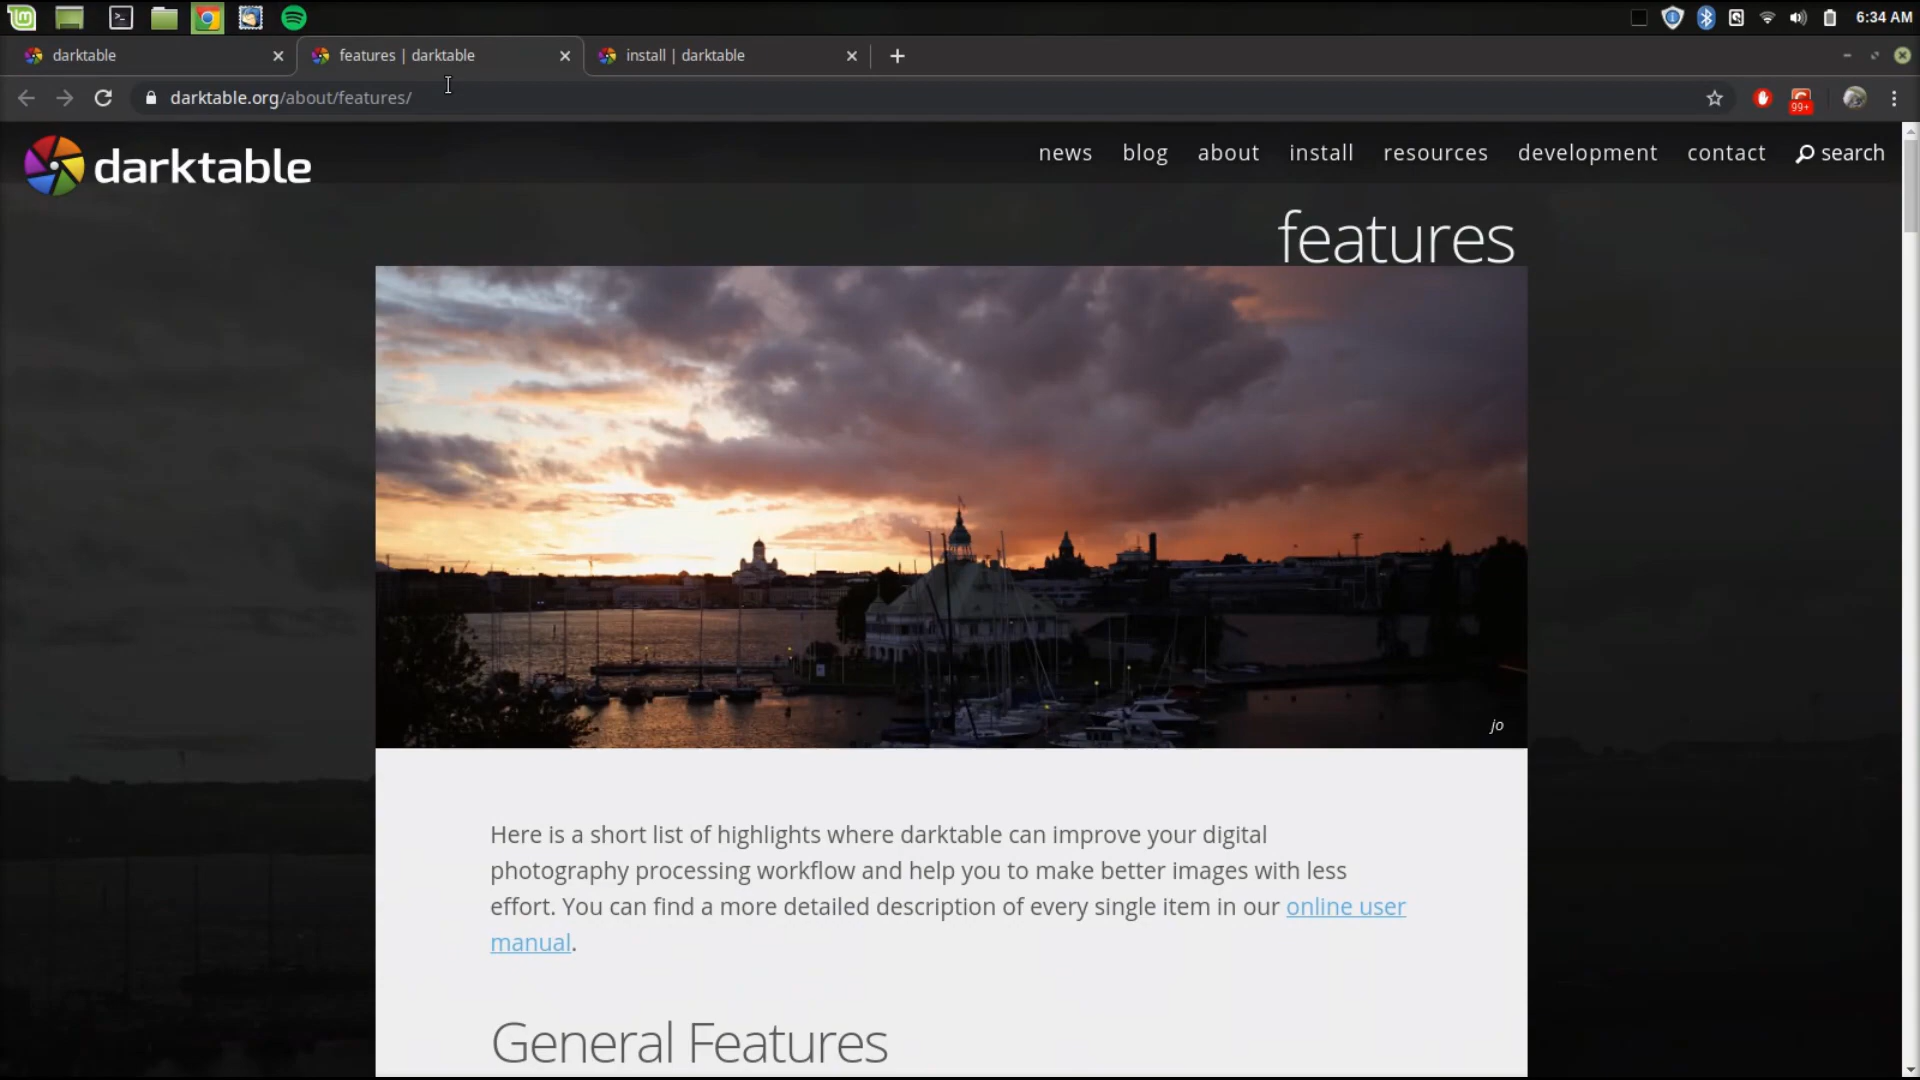 6:34 AM
darktable
features | darktable
install | darktable
darktable.org/about/features/
99+
darktable
news
blog
about
install
resources
development
contact
search
features
jo
Here is a short list of highlights where darktable can improve your digital
photography processing workflow and help you to make better images with less
effort. You can find a more detailed description of every single item in our online user
manual.
General Features